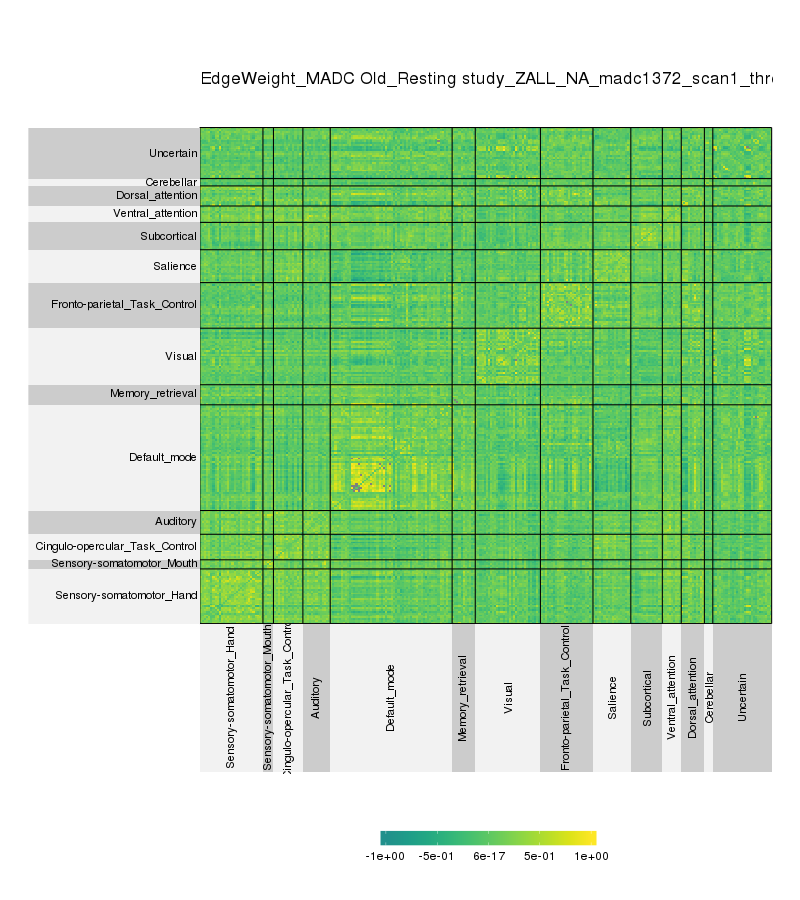 EdgeWeight_MADC Old_Resting study_ZALL_NA_madc1372_scan1_thr
Uncertain
Cerebellar
Dorsal_attention
Ventral_attention
Subcortical
Salience
Fronto-parietal_Task_Control
Visual
Memory_retrieval
Default_mode
Auditory
Cingulo-opercular_Task_Control
Sensory-somatomotor_Mouth
Sensory-somatomotor_Hand
Sensory-somatomotor_Hand
Sensory-somatomotor_Mouth
Cingulo-opercular_Task_Control
Auditory
Default_mode
Memory_retrieval
Visual
Fronto-parietal_Task_Control
Salience
Subcortical
Ventral_attention
Dorsal_attention
Cerebellar
Uncertain
-1e+00 -5e-01 6e-17 5e-01 1e+00